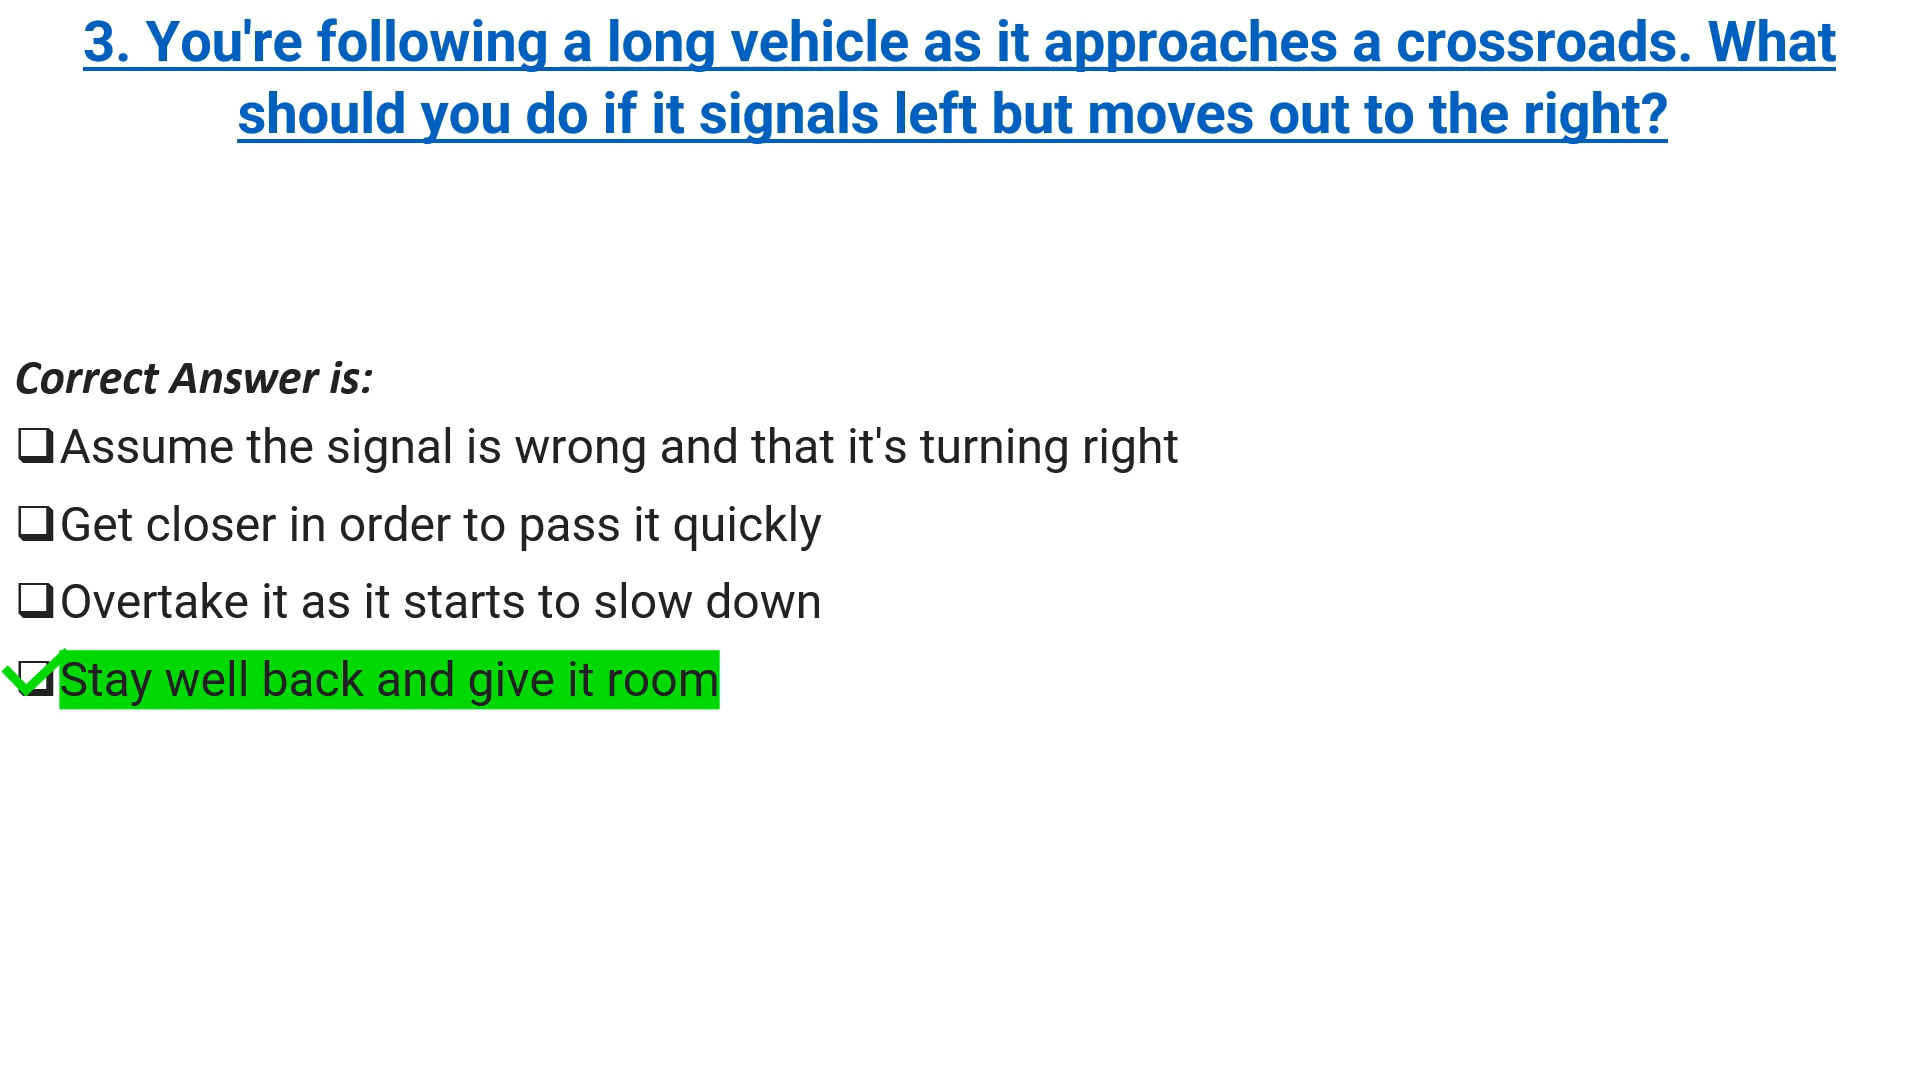 3. You're following a long vehicle as it approaches a crossroads. What
should you do if it signals left but moves out to the right?
Correct Answer is:
❑Assume the signal is wrong and that it's turning right
❑Get closer in order to pass it quickly
❑Overtake it as it starts to slow down
❑Stay well back and give it room